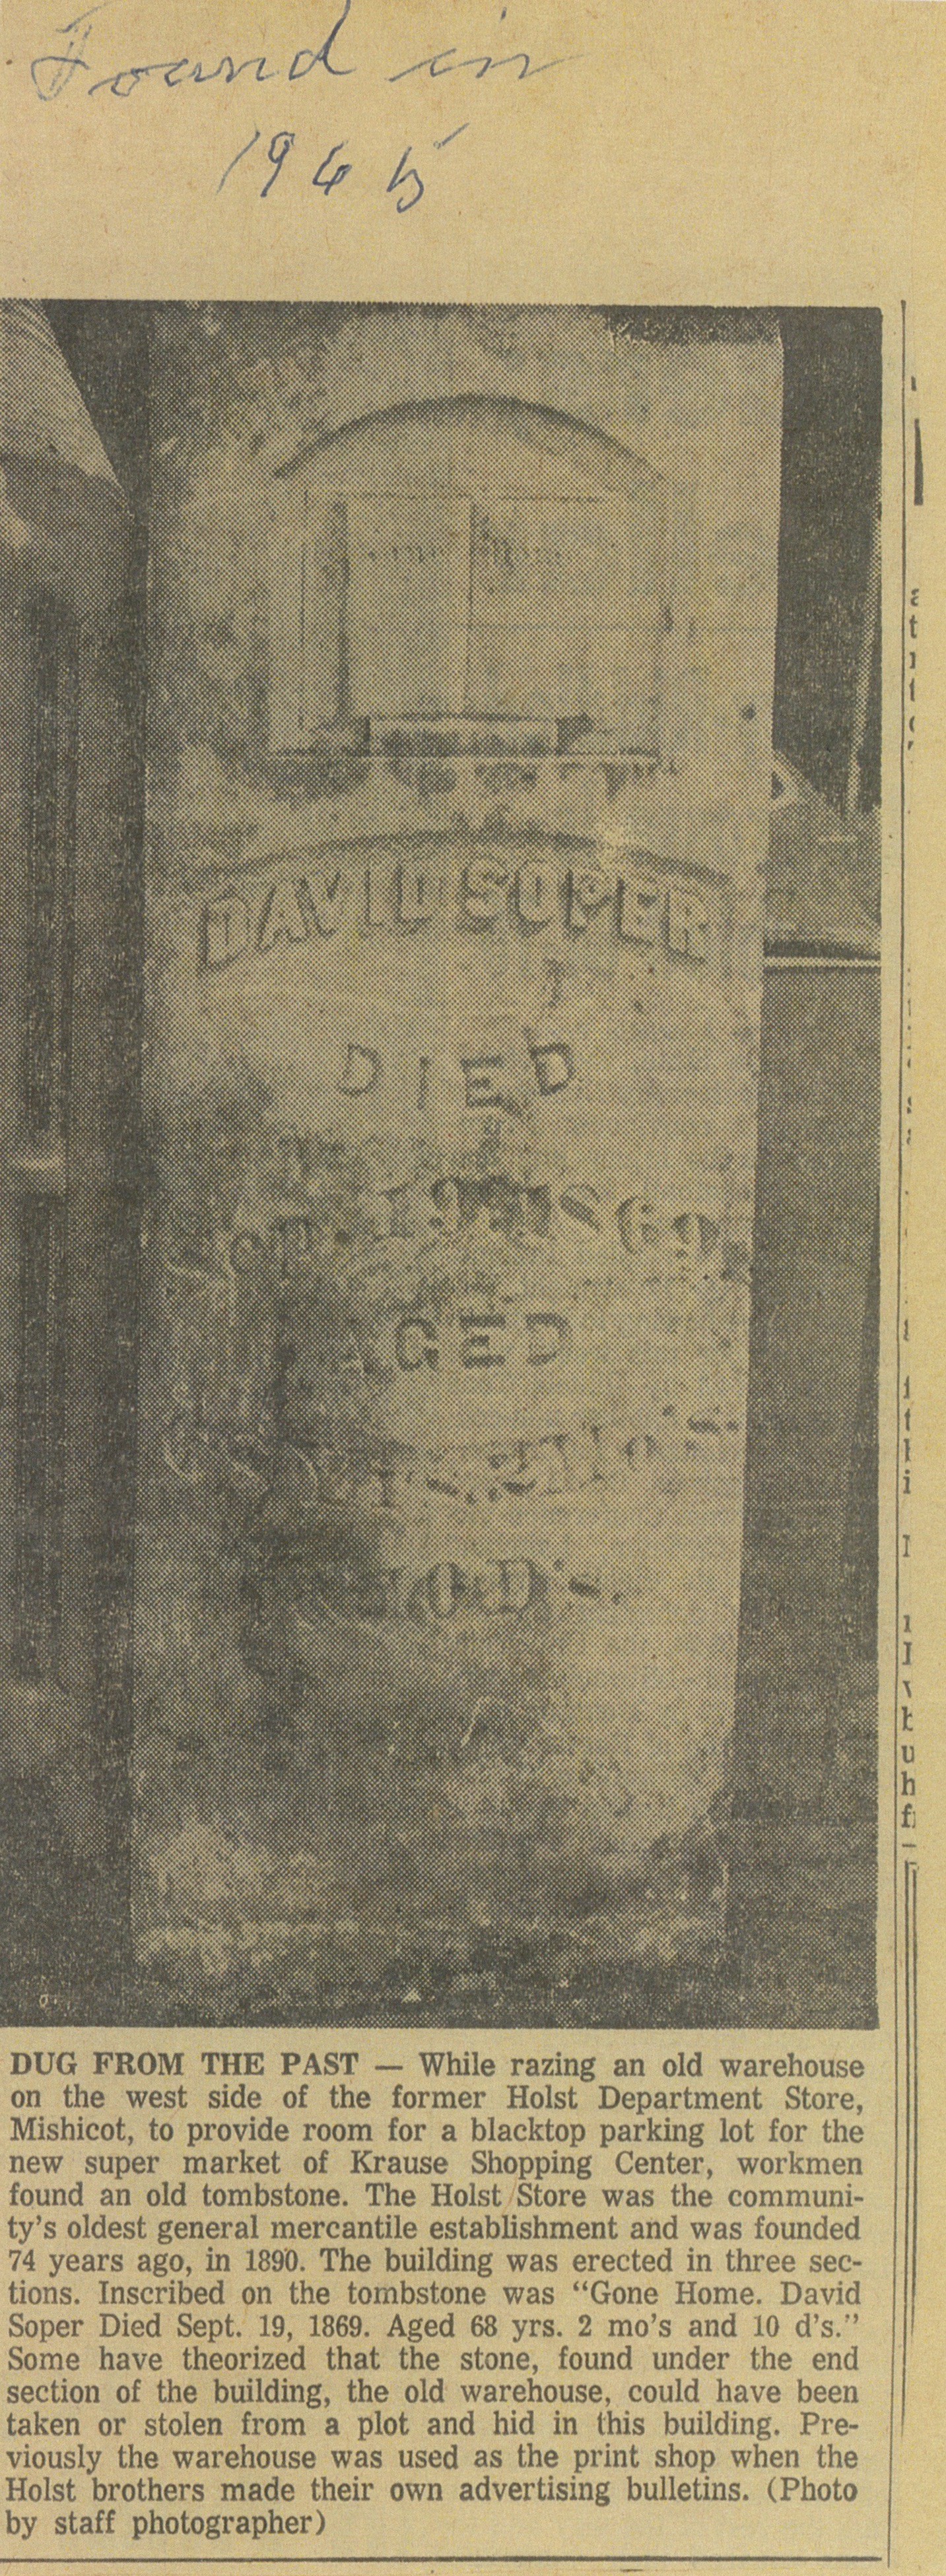 Found in
1965
DAVID SOPER
DIED
Sept. 19, 1869.
AGED
mo's
10 D's.
DUG FROM THE PAST — While razing an old warehouse
on the west side of the former Holst Department Store,
Mishicot, to provide room for a blacktop parking lot for the
new super market of Krause Shopping Center, workmen
found an old tombstone. The Holst Store was the communi-
ty's oldest general mercantile establishment and was founded
74 years ago, in 1890. The building was erected in three sec-
tions. Inscribed on the tombstone was “Gone Home. David
Soper Died Sept. 19, 1869. Aged 68 yrs. 2 mo's and 10 d's.”
Some have theorized that the stone, found under the end
section of the building, the old warehouse, could have been
taken or stolen from a plot and hid in this building. Pre-
viously the warehouse was used as the print shop when the
Holst brothers made their own advertising bulletins. (Photo
by staff photographer)